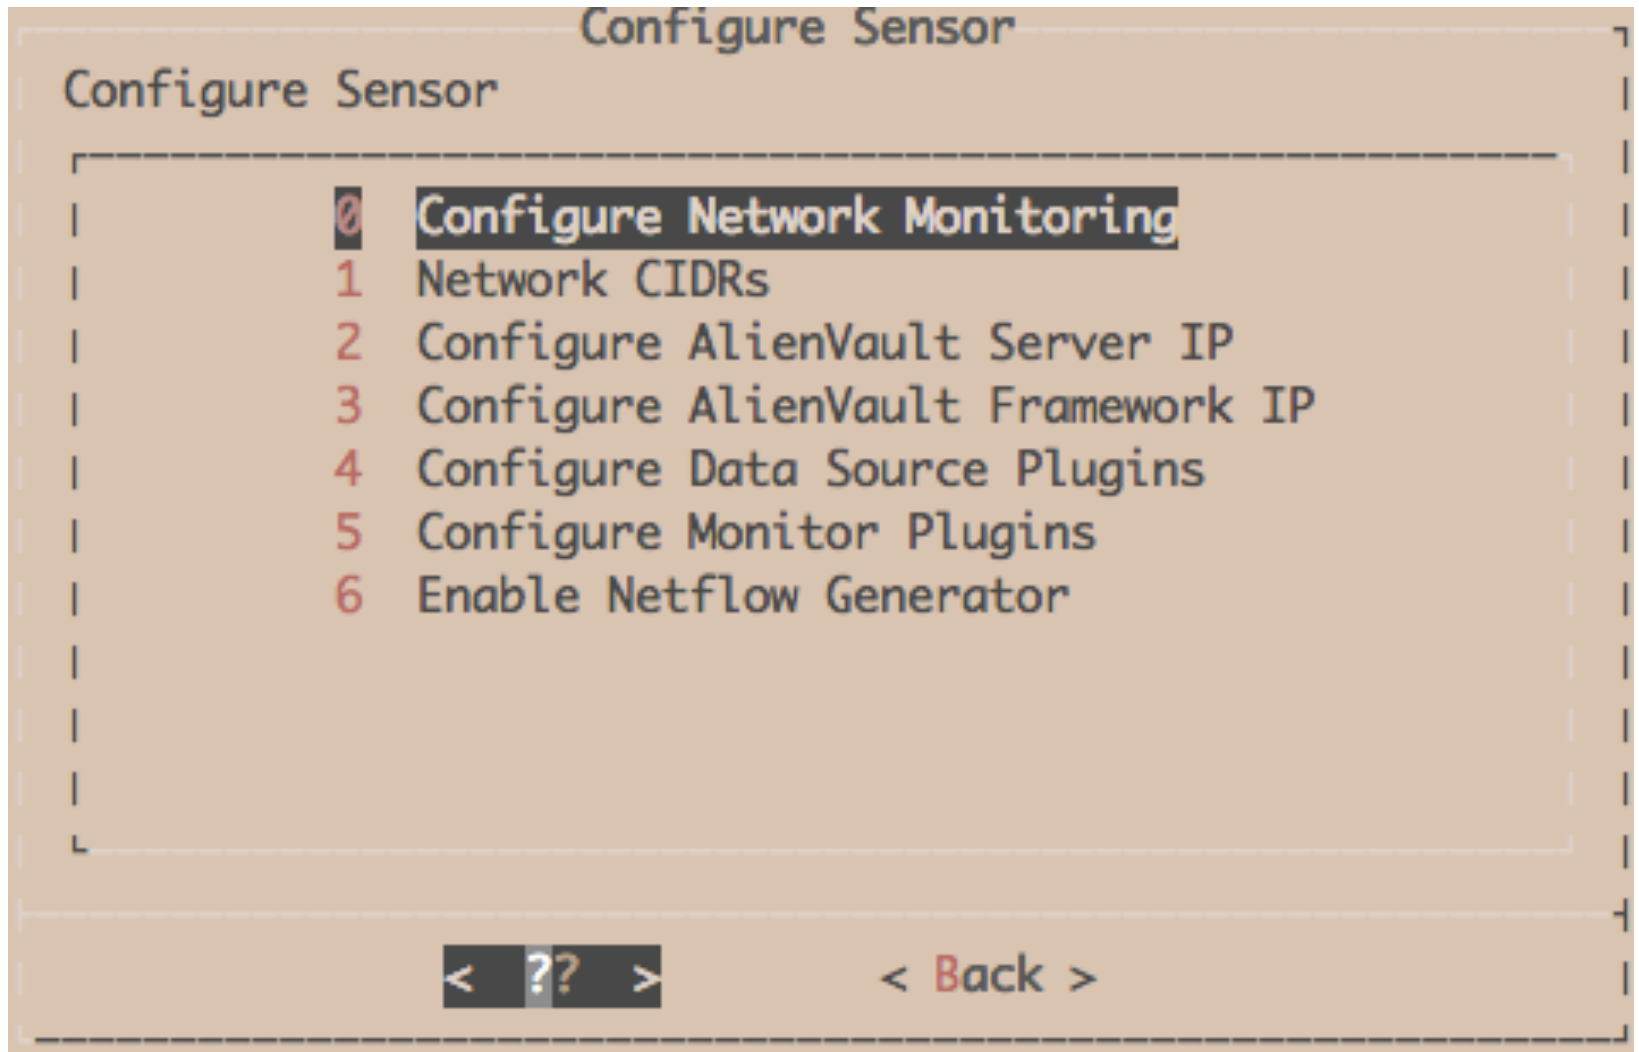 Configure Sensor
Configure Sensor
0 Configure Network Monitoring
1 Network CIDRs
2 Configure AlienVault Server IP
3 Configure AlienVault Framework IP
4 Configure Data Source Plugins
5 Configure Monitor Plugins
6 Enable Netflow Generator
< ?? > < Back >